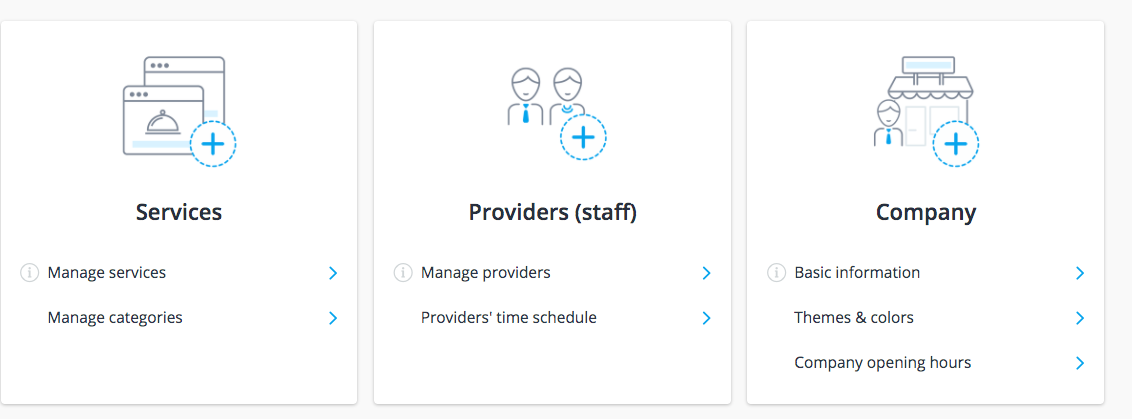 Services
Manage services
Manage categories
Providers (staff)
Manage providers
Providers' time schedule
Company
Basic information
Themes & colors
Company opening hours